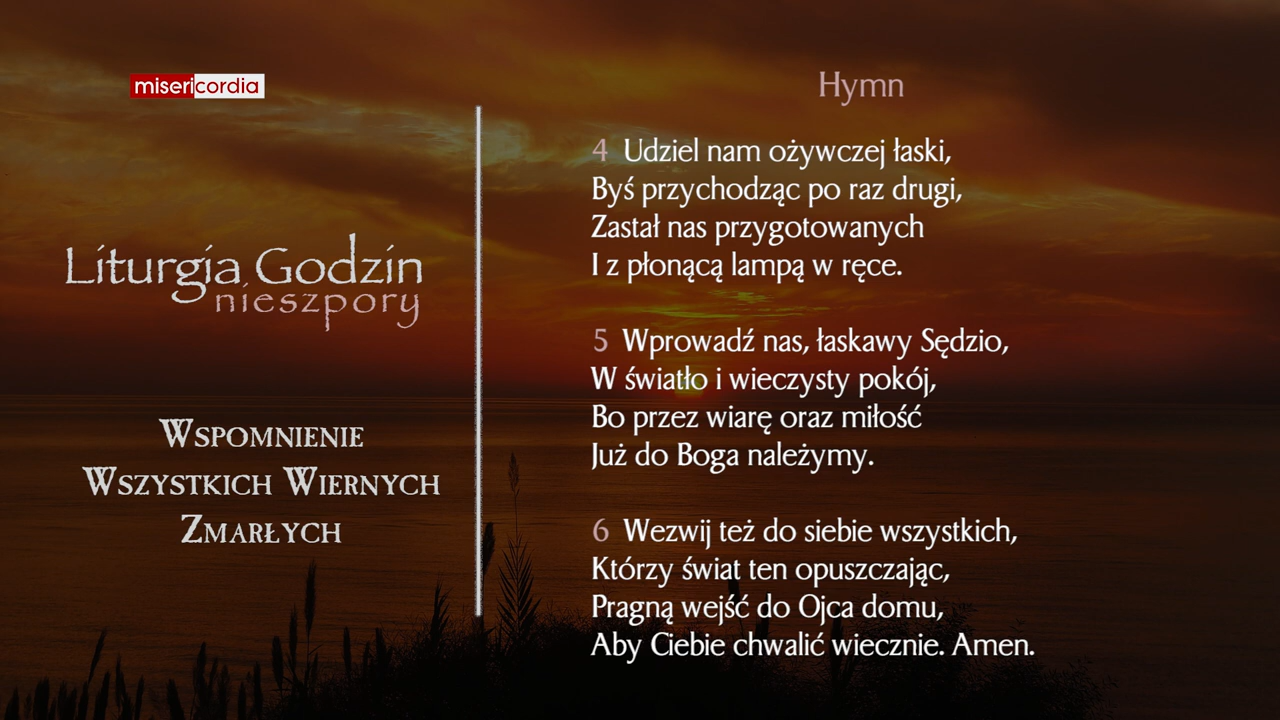 misericordia
Liturgia Godzin
nieszpory
Wspomnienie
Wszystkich Wiernych
Zmarłych
Hymn
4 Udziel nam ożywczej łaski,
Byś przychodząc po raz drugi,
Zastał nas przygotowanych
I z płonącą lampą w ręce.
5 Wprowadź nas, łaskawy Sędzio,
W światło i wieczysty pokój,
Bo przez wiarę oraz miłość
Już do Boga należymy.
6 Wezwij też do siebie wszystkich,
Którzy świat ten opuszczając,
Pragną wejść do Ojca domu,
Aby Ciebie chwalić wiecznie. Amen.